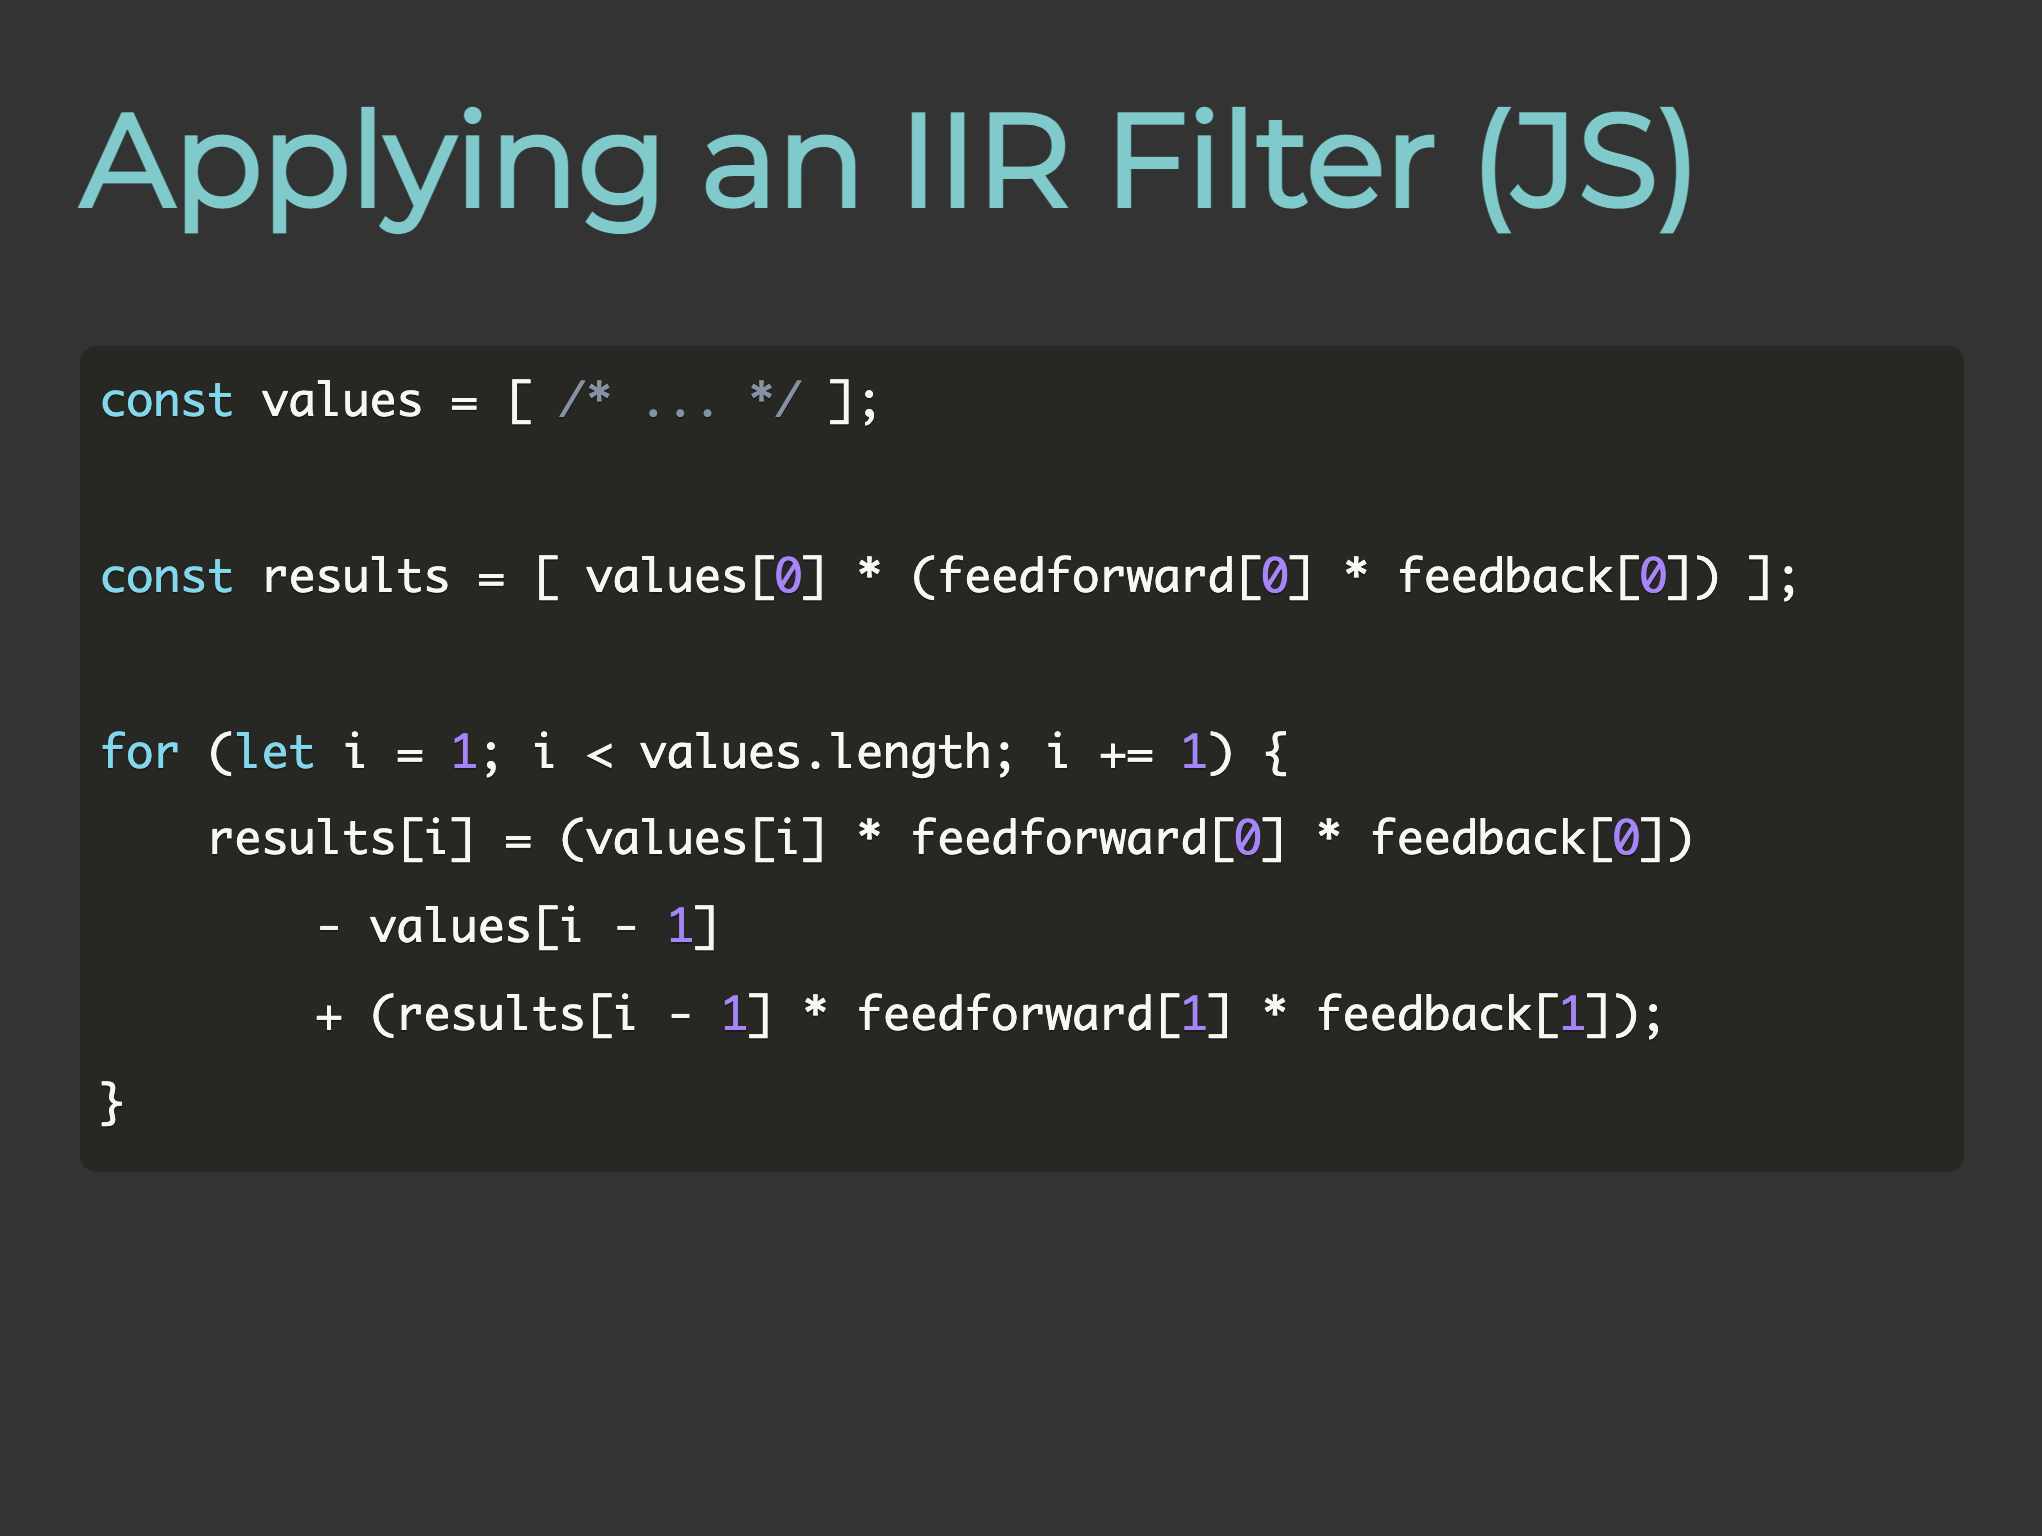 Applying an IIR Filter (JS)
const values = [ /* ... */ ];
const results = [ values[0] * (feedforward[0] * feedback[0]) ];
for (let i = 1; i < values.length; i += 1) {
    results[i] = (values[i] * feedforward[0] * feedback[0])
        - values[i - 1]
        + (results[i - 1] * feedforward[1] * feedback[1]);
}